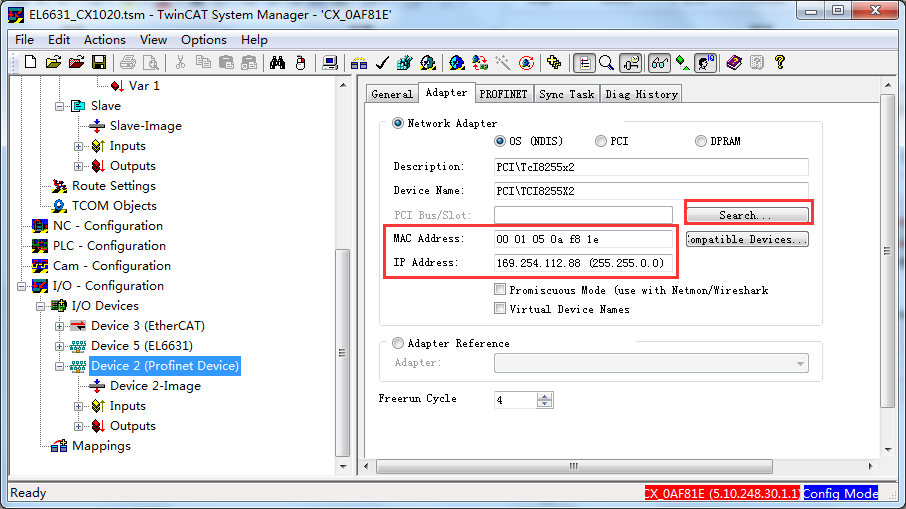 EL6631_CX1020.tsm - TwinCAT System Manager - 'CX_0AF81E'
File Edit Actions View Options Help
Var 1
Slave
Slave-Image
Inputs
Outputs
Route Settings
TCOM Objects
NC - Configuration
PLC - Configuration
Cam - Configuration
I/O - Configuration
I/O Devices
Device 3 (EtherCAT)
Device 5 (EL6631)
Device 2 (Profinet Device)
Device 2-Image
Inputs
Outputs
Mappings
General Adapter PROFINET Sync Task Diag History
Network Adapter
OS (NDIS) PCI DPRAM
Description: PCI\TcI8255x2
Device Name: PCI\TCI8255X2
PCI Bus/Slot: Search...
MAC Address: 00 01 05 0a f8 1e ompatible Devices...
IP Address: 169.254.112.88 (255.255.0.0)
Promiscuous Mode (use with Netmon/Wireshark
Virtual Device Names
Adapter Reference
Adapter:
Freerun Cycle 4
Ready CX_0AF81E (5.10.248.30.1.1) Config Mode